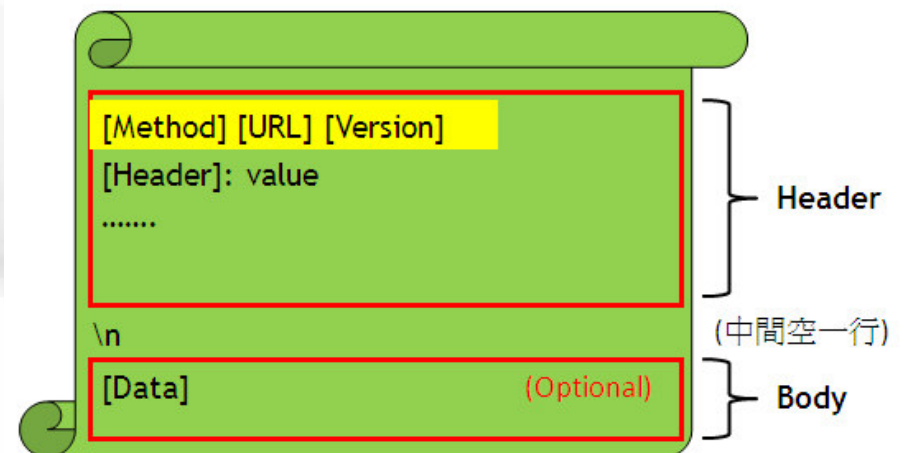 [Method] [URL] [Version]
[Header]: value
.......
Header
\n
(中間空一行)
[Data] (Optional)
Body